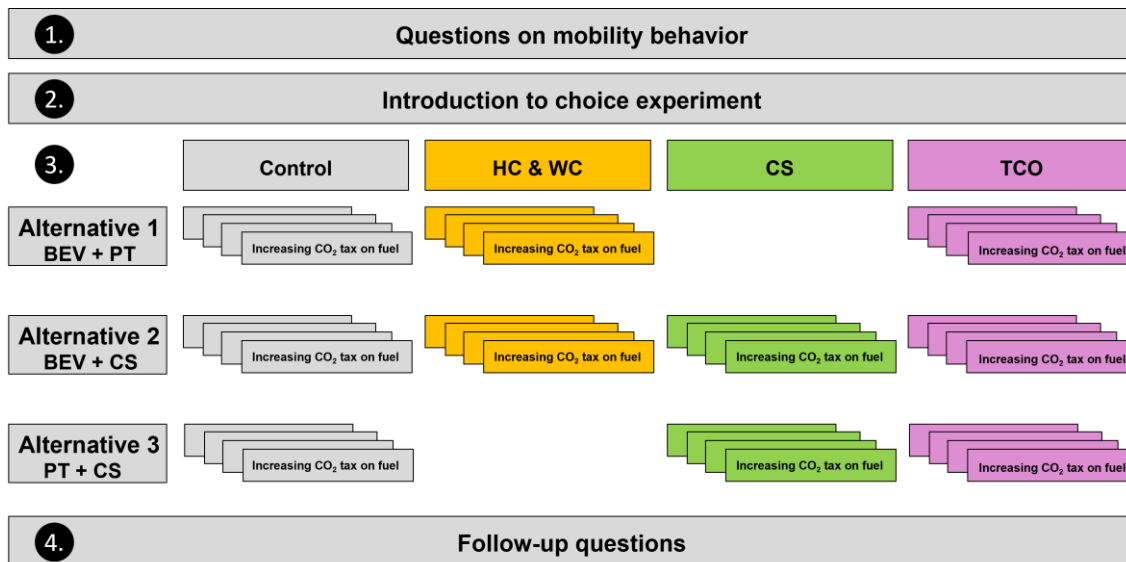 1. Questions on mobility behavior
2. Introduction to choice experiment
3. Control HC & WC CS TCO
Alternative 1
BEV + PT
Increasing CO₂ tax on fuel Increasing CO₂ tax on fuel Increasing CO₂ tax on fuel
Alternative 2
BEV + CS
Increasing CO₂ tax on fuel Increasing CO₂ tax on fuel Increasing CO₂ tax on fuel Increasing CO₂ tax on fuel
Alternative 3
PT + CS
Increasing CO₂ tax on fuel Increasing CO₂ tax on fuel Increasing CO₂ tax on fuel
4. Follow-up questions